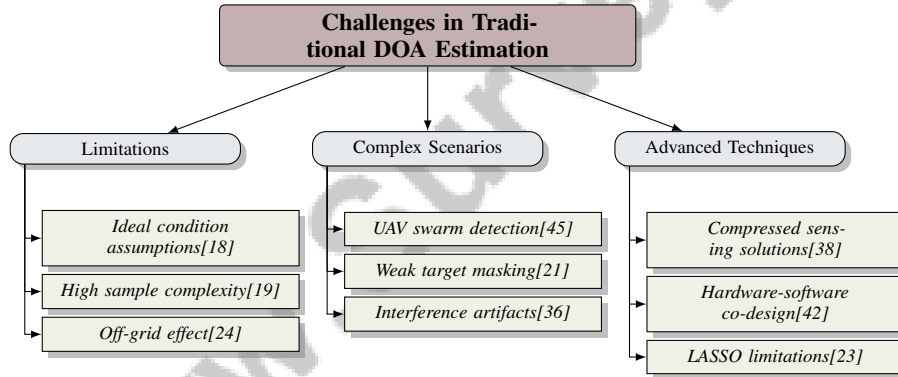 Challenges in Tradi-
tional DOA Estimation
Limitations
Complex Scenarios
Advanced Techniques
Ideal condition
assumptions[18]
High sample complexity[19]
Off-grid effect[24]
UAV swarm detection[45]
Weak target masking[21]
Interference artifacts[36]
Compressed sens-
ing solutions[38]
Hardware-software
co-design[42]
LASSO limitations[23]